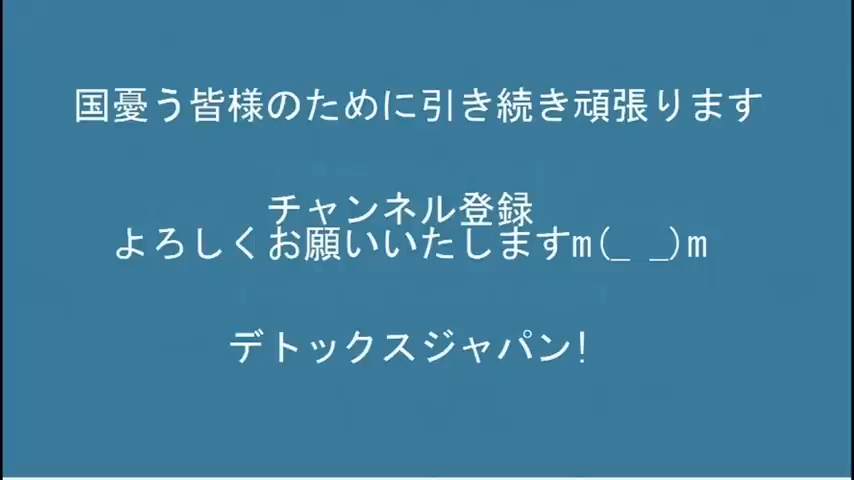 国憂う皆様のために引き続き頑張ります
チャンネル登録
よろしくお願いいたしますm(_ _)m
デトックスジャパン!